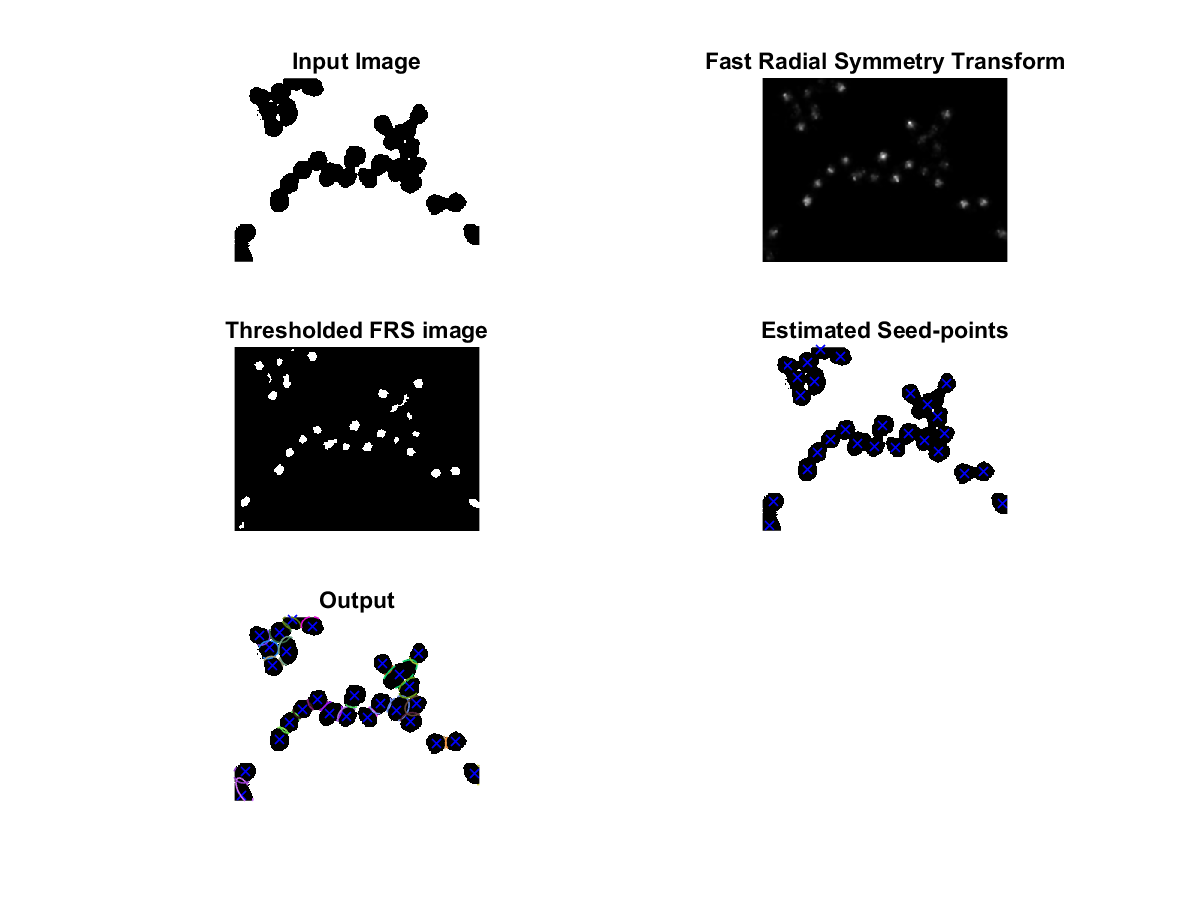 Input Image
Fast Radial Symmetry Transform
Thresholded FRS image
Estimated Seed-points
Output